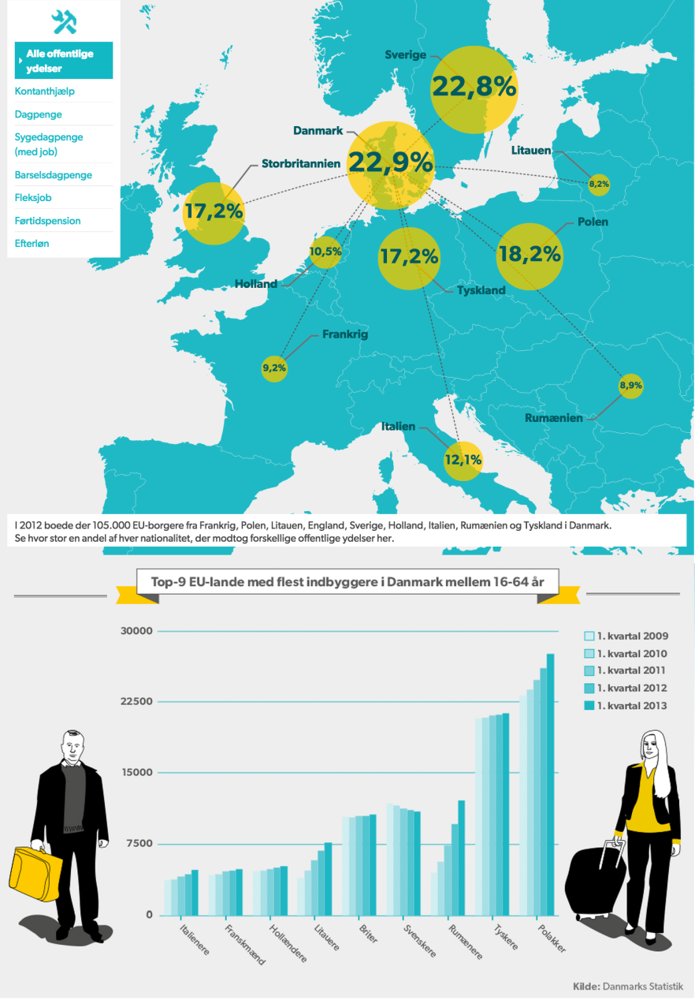 Alle offentlige
ydelser
Kontanthjælp
Dagpenge
Sygedagpenge
(med job)
Barselsdagpenge
Fleksjob
Førtidspension
Efterløn
Sverige
22,8%
Danmark
22,9%
Storbritannien
17,2%
Litauen
8,2%
Polen
18,2%
Holland
10,5%
Tyskland
17,2%
Frankrig
9,2%
Rumænien
8,9%
Italien
12,1%
I 2012 boede der 105.000 EU-borgere fra Frankrig, Polen, Litauen, England, Sverige, Holland, Italien, Rumænien og Tyskland i Danmark.
Se hvor stor en andel af hver nationalitet, der modtog forskellige offentlige ydelser her.
Top-9 EU-lande med flest indbyggere i Danmark mellem 16-64 år
30000
22500
15000
7500
0
1. kvartal 2009
1. kvartal 2010
1. kvartal 2011
1. kvartal 2012
1. kvartal 2013
Italienere
Franskmænd
Hollændere
Litauere
Briter
Svenskere
Rumænere
Tyskere
Polakker
Kilde: Danmarks Statistik